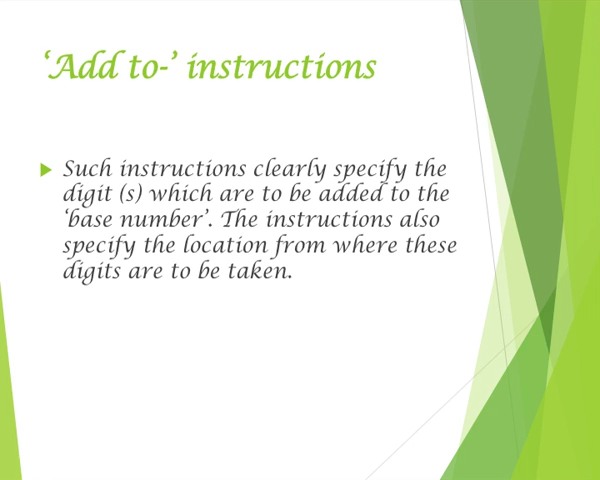 ‘Add to-’ instructions
Such instructions clearly specify the
digit (s) which are to be added to the
‘base number’. The instructions also
specify the location from where these
digits are to be taken.